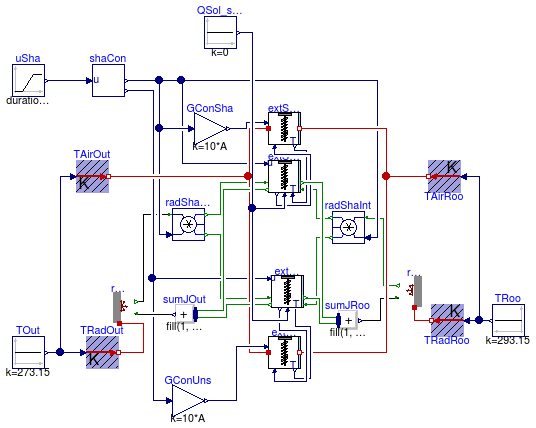 QSol_s...
k=0
uSha
duratio...
shaCon
u
GConSha
k=10*A
extS...
TAirOut
K
K
TAirRoo
radSha...
radShaInt
ext...
r...
r...
sumJOut
+
fill(1, ...
sumJRoo
+
fill(1, ...
TOut
k=273.15
TRadOut
K
K
TRadRoo
TRoo
k=293.15
GConUns
k=10*A